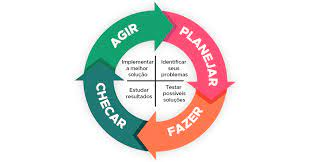 AGIR
PLANEJAR
FAZER
CHECAR
Implementar
a melhor
solução
Identificar
seus
problemas
Estudar
resultados
Testar
possíveis
soluções